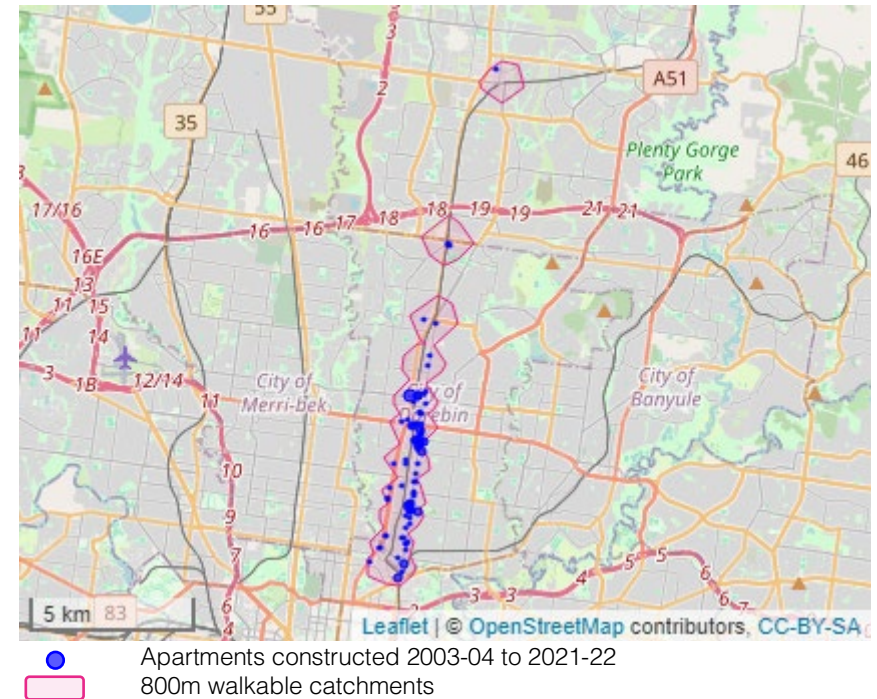 55
3
2
A51
35
Plenty Gorge
Park
46
3
17/16
16 16 17 18 18 19 19 21 21
16E
13
11 15
11 14
3 1B 12/14
11
City of
Merri-bek
City of
Banyule
10
9
7
5 5
4 6
3 3
2 6
6 7
4
5 km 83
Leaflet | © OpenStreetMap contributors, CC-BY-SA
Apartments constructed 2003-04 to 2021-22
800m walkable catchments